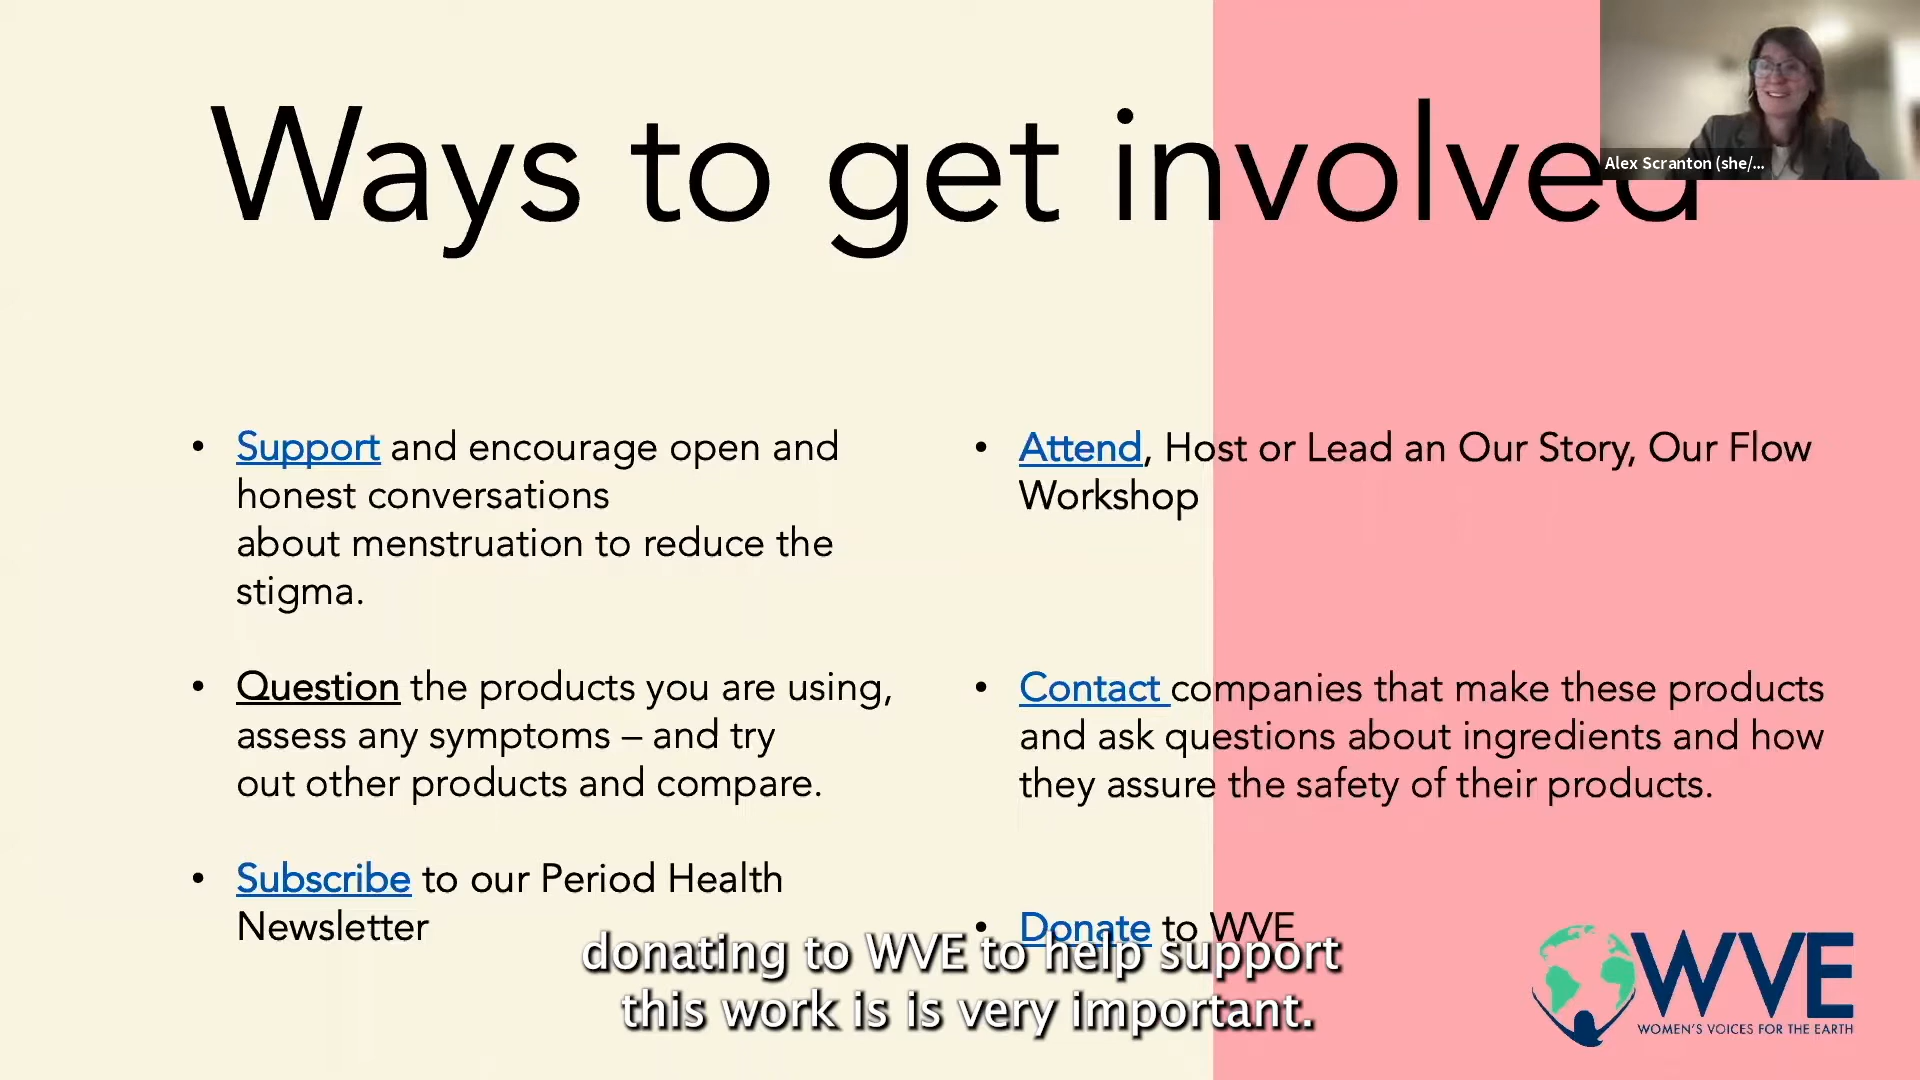 Ways to get involved
Alex Scranton (she/...
• Support and encourage open and
honest conversations
about menstruation to reduce the
stigma.
• Question the products you are using,
assess any symptoms – and try
out other products and compare.
• Subscribe to our Period Health
Newsletter
• Attend, Host or Lead an Our Story, Our Flow
Workshop
• Contact companies that make these products
and ask questions about ingredients and how
they assure the safety of their products.
• Donate to WVE
donating to WVE to help support
this work is is very important.
WVE
WOMEN'S VOICES FOR THE EARTH